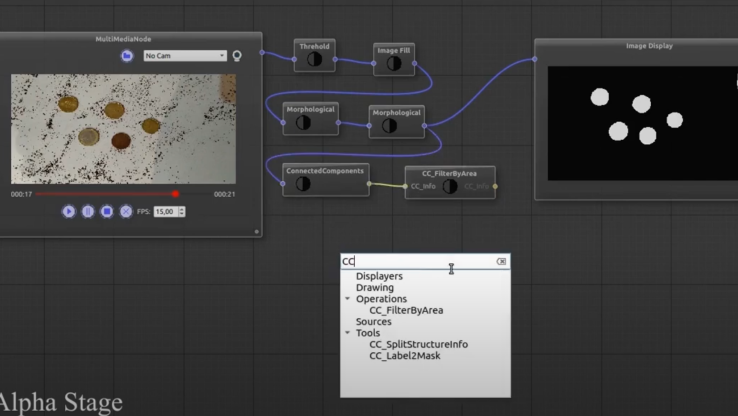 MultiMediaNode
No Cam
000:17
000:21
FPS: 15,00
Threhold
Image Fill
Morphological
Morphological
ConnectedComponents
CC_FilterByArea
CC_Info
CC_Info
Image Display
CC
Displayers
Drawing
Operations
CC_FilterByArea
Sources
Tools
CC_SplitStructureInfo
CC_Label2Mask
Alpha Stage